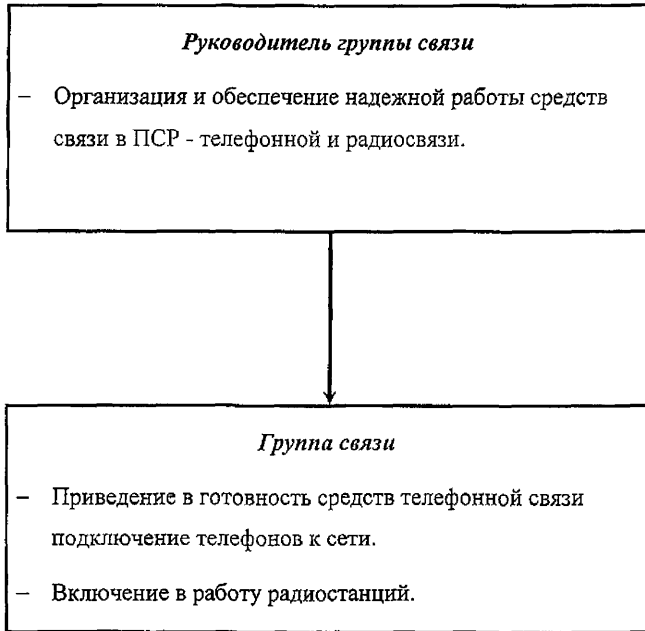 Руководитель группы связи
– Организация и обеспечение надежной работы средств
связи в ПСР - телефонной и радиосвязи.
Группа связи
– Приведение в готовность средств телефонной связи
подключение телефонов к сети.
– Включение в работу радиостанций.